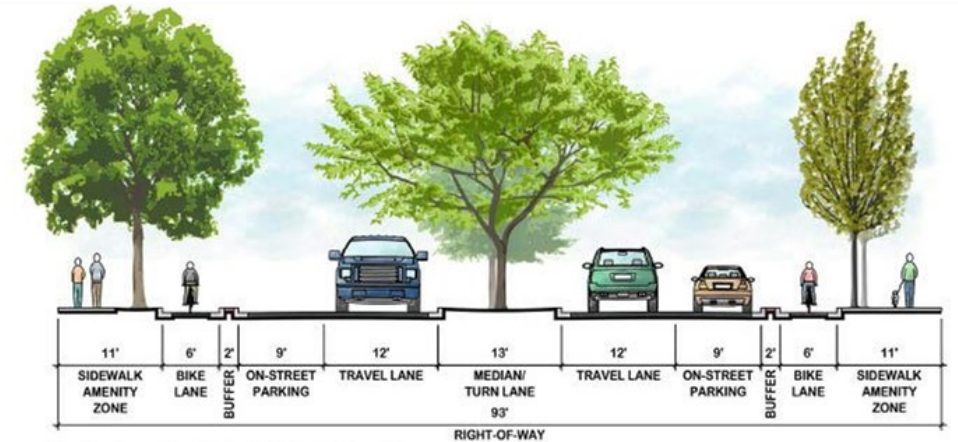 11' 6' 2' 9' 12' 13' 12' 9' 2' 6' 11'
SIDEWALK
AMENITY
ZONE
BIKE
LANE
BUFFER
ON-STREET
PARKING
TRAVEL LANE
MEDIAN/
TURN LANE
TRAVEL LANE
ON-STREET
PARKING
BUFFER
BIKE
LANE
SIDEWALK
AMENITY
ZONE
93'
RIGHT-OF-WAY